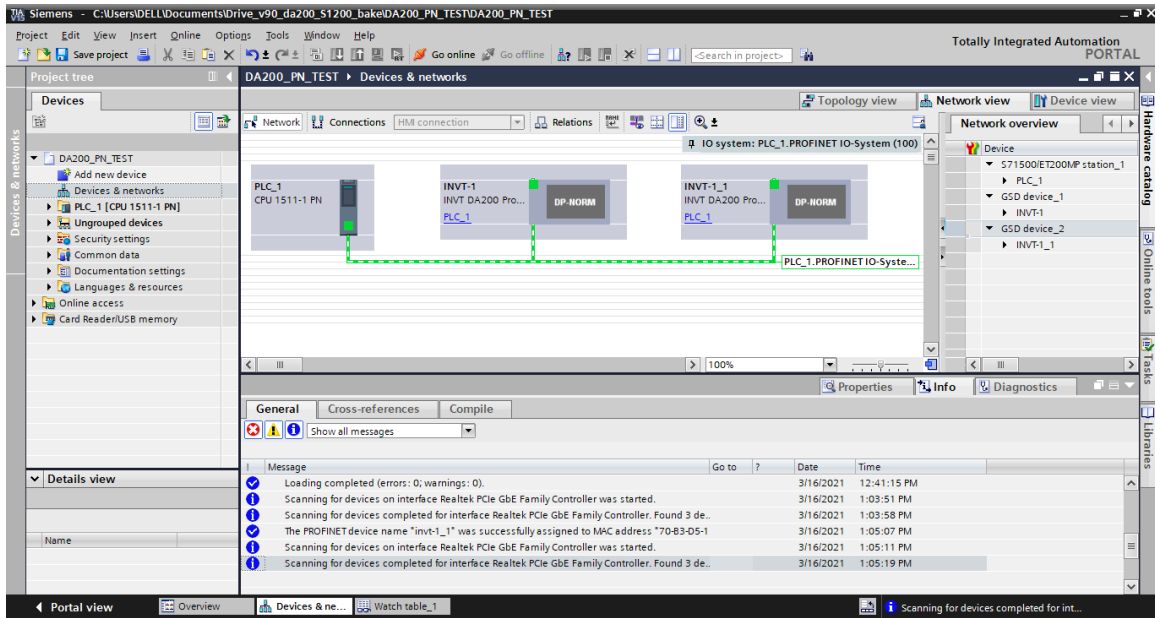 Siemens - C:\Users\DELL\Documents\Drive_v90_da200_S1200_bake\DA200_PN_TEST\DA200_PN_TEST
Project Edit View Insert Online Options Tools Window Help
Totally Integrated Automation
PORTAL
Save project Go online Go offline <Search in project>
Project tree
DA200_PN_TEST Devices & networks
Devices
Topology view Network view Device view
Network Connections HMI connection Relations
Network overview
IO system: PLC_1.PROFINET IO-System (100)
Device
DA200_PN_TEST
Add new device
Devices & networks
PLC_1 [CPU 1511-1 PN]
Ungrouped devices
Security settings
Common data
Documentation settings
Languages & resources
Online access
Card Reader/USB memory
PLC_1
CPU 1511-1 PN
INVT-1
INVT DA200 Pro...
PLC_1
DP-NORM
INVT-1_1
INVT DA200 Pro...
PLC_1
DP-NORM
PLC_1.PROFINET IO-Syste...
S71500/ET200MP station_1
PLC_1
GSD device_1
INVT-1
GSD device_2
INVT-1_1
100%
Properties Info Diagnostics
General Cross-references Compile
Show all messages
! Message Go to ? Date Time
Loading completed (errors: 0; warnings: 0). 3/16/2021 12:41:15 PM
Scanning for devices on interface Realtek PCIe GbE Family Controller was started. 3/16/2021 1:03:51 PM
Scanning for devices completed for interface Realtek PCIe GbE Family Controller. Found 3 de.. 3/16/2021 1:03:58 PM
The PROFINET device name "invt-1_1" was successfully assigned to MAC address "70-B3-D5-1 3/16/2021 1:05:07 PM
Scanning for devices on interface Realtek PCIe GbE Family Controller was started. 3/16/2021 1:05:11 PM
Scanning for devices completed for interface Realtek PCIe GbE Family Controller. Found 3 de.. 3/16/2021 1:05:19 PM
Details view
Name
Devices & networks
Hardware catalog
Online tools
Tasks
Libraries
Portal view Overview Devices & ne... Watch table_1 Scanning for devices completed for int...